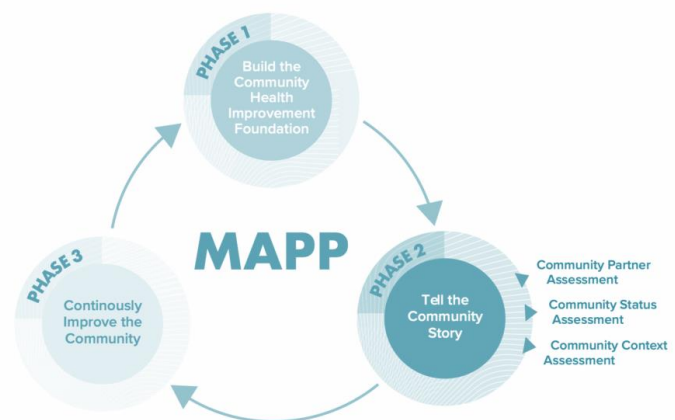 PHASE 1
Build the
Community
Health
Improvement
Foundation
MAPP
PHASE 2
Tell the
Community
Story
Community Partner
Assessment
Community Status
Assessment
Community Context
Assessment
PHASE 3
Continously
Improve the
Community